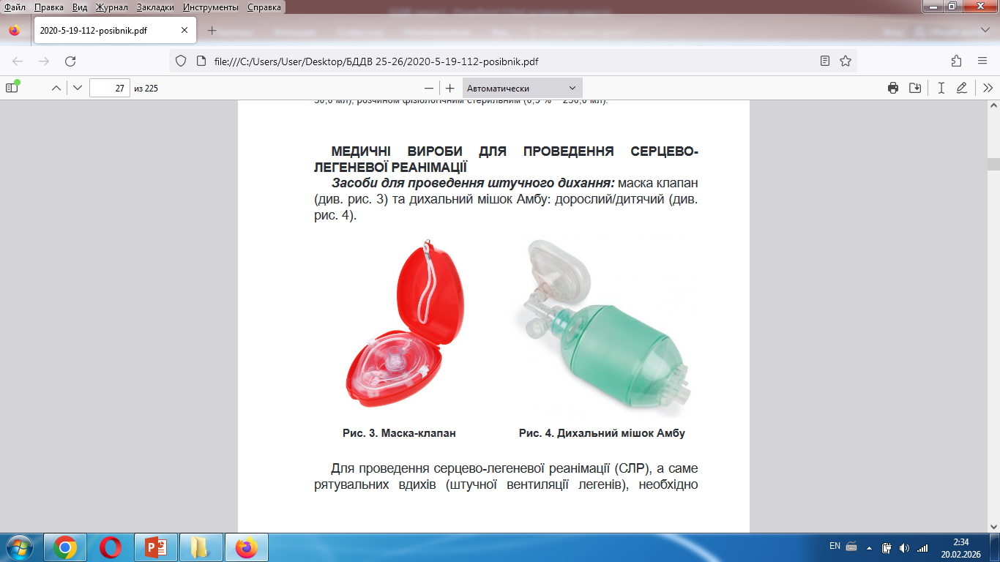 Файл Правка Вид Журнал Закладки Инструменты Справка
2020-5-19-112-posibnik.pdf
file:///C:/Users/User/Desktop/БДДВ 25-26/2020-5-19-112-posibnik.pdf
27 из 225
Автоматически
50,0 мл), розчином фізіологічним стерильним (0,9 % – 250,0 мл).
МЕДИЧНІ ВИРОБИ ДЛЯ ПРОВЕДЕННЯ СЕРЦЕВО-
ЛЕГЕНЕВОЇ РЕАНІМАЦІЇ
Засоби для проведення штучного дихання: маска клапан
(див. рис. 3) та дихальний мішок Амбу: дорослий/дитячий (див.
рис. 4).
Рис. 3. Маска-клапан
Рис. 4. Дихальний мішок Амбу
Для проведення серцево-легеневої реанімації (СЛР), а саме
рятувальних вдихів (штучної вентиляції легенів), необхідно
EN
2:34
20.02.2026